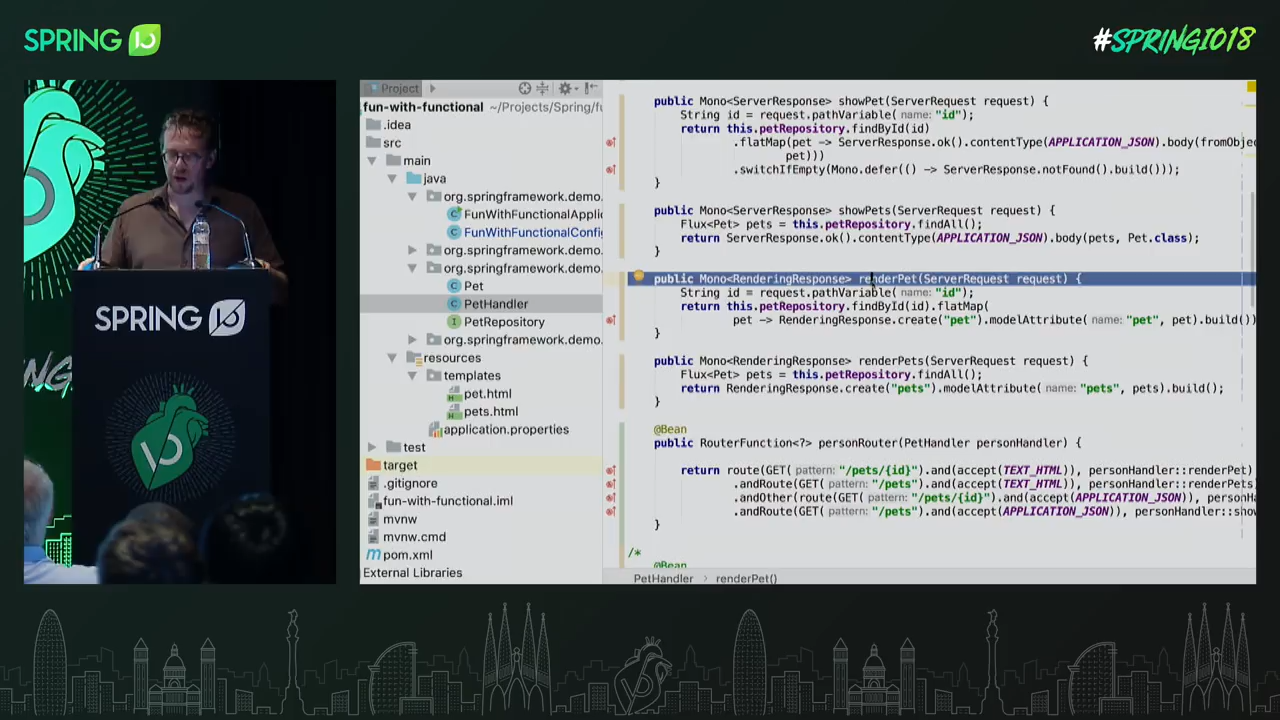 SPRING IO
#SPRINGIO18
Project
fun-with-functional ~/Projects/Spring/fu
.idea
src
main
java
org.springframework.demo.
FunWithFunctionalApplic
FunWithFunctionalConfig
org.springframework.demo.
org.springframework.demo.
Pet
PetHandler
PetRepository
org.springframework.demo.
resources
templates
pet.html
pets.html
application.properties
test
target
.gitignore
fun-with-functional.iml
mvnw
mvnw.cmd
pom.xml
External Libraries
public Mono<ServerResponse> showPet(ServerRequest request) {
String id = request.pathVariable( name: "id");
return this.petRepository.findById(id)
.flatMap(pet -> ServerResponse.ok().contentType(APPLICATION_JSON).body(fromObjec
pet)))
.switchIfEmpty(Mono.defer(() -> ServerResponse.notFound().build()));
}
public Mono<ServerResponse> showPets(ServerRequest request) {
Flux<Pet> pets = this.petRepository.findAll();
return ServerResponse.ok().contentType(APPLICATION_JSON).body(pets, Pet.class);
}
public Mono<RenderingResponse> renderPet(ServerRequest request) {
String id = request.pathVariable( name: "id");
return this.petRepository.findById(id).flatMap(
pet -> RenderingResponse.create("pet").modelAttribute( name: "pet", pet).build())
}
public Mono<RenderingResponse> renderPets(ServerRequest request) {
Flux<Pet> pets = this.petRepository.findAll();
return RenderingResponse.create("pets").modelAttribute( name: "pets", pets).build();
}
@Bean
public RouterFunction<?> personRouter(PetHandler personHandler) {
return route(GET( pattern: "/pets/{id}").and(accept(TEXT_HTML)), personHandler::renderPet)
.andRoute(GET( pattern: "/pets").and(accept(TEXT_HTML)), personHandler::renderPets)
.andOther(route(GET( pattern: "/pets/{id}").and(accept(APPLICATION_JSON)), personHa
.andRoute(GET( pattern: "/pets").and(accept(APPLICATION_JSON)), personHandler::show
}
/*
@Bean
PetHandler > renderPet()
SPRING IO
IO